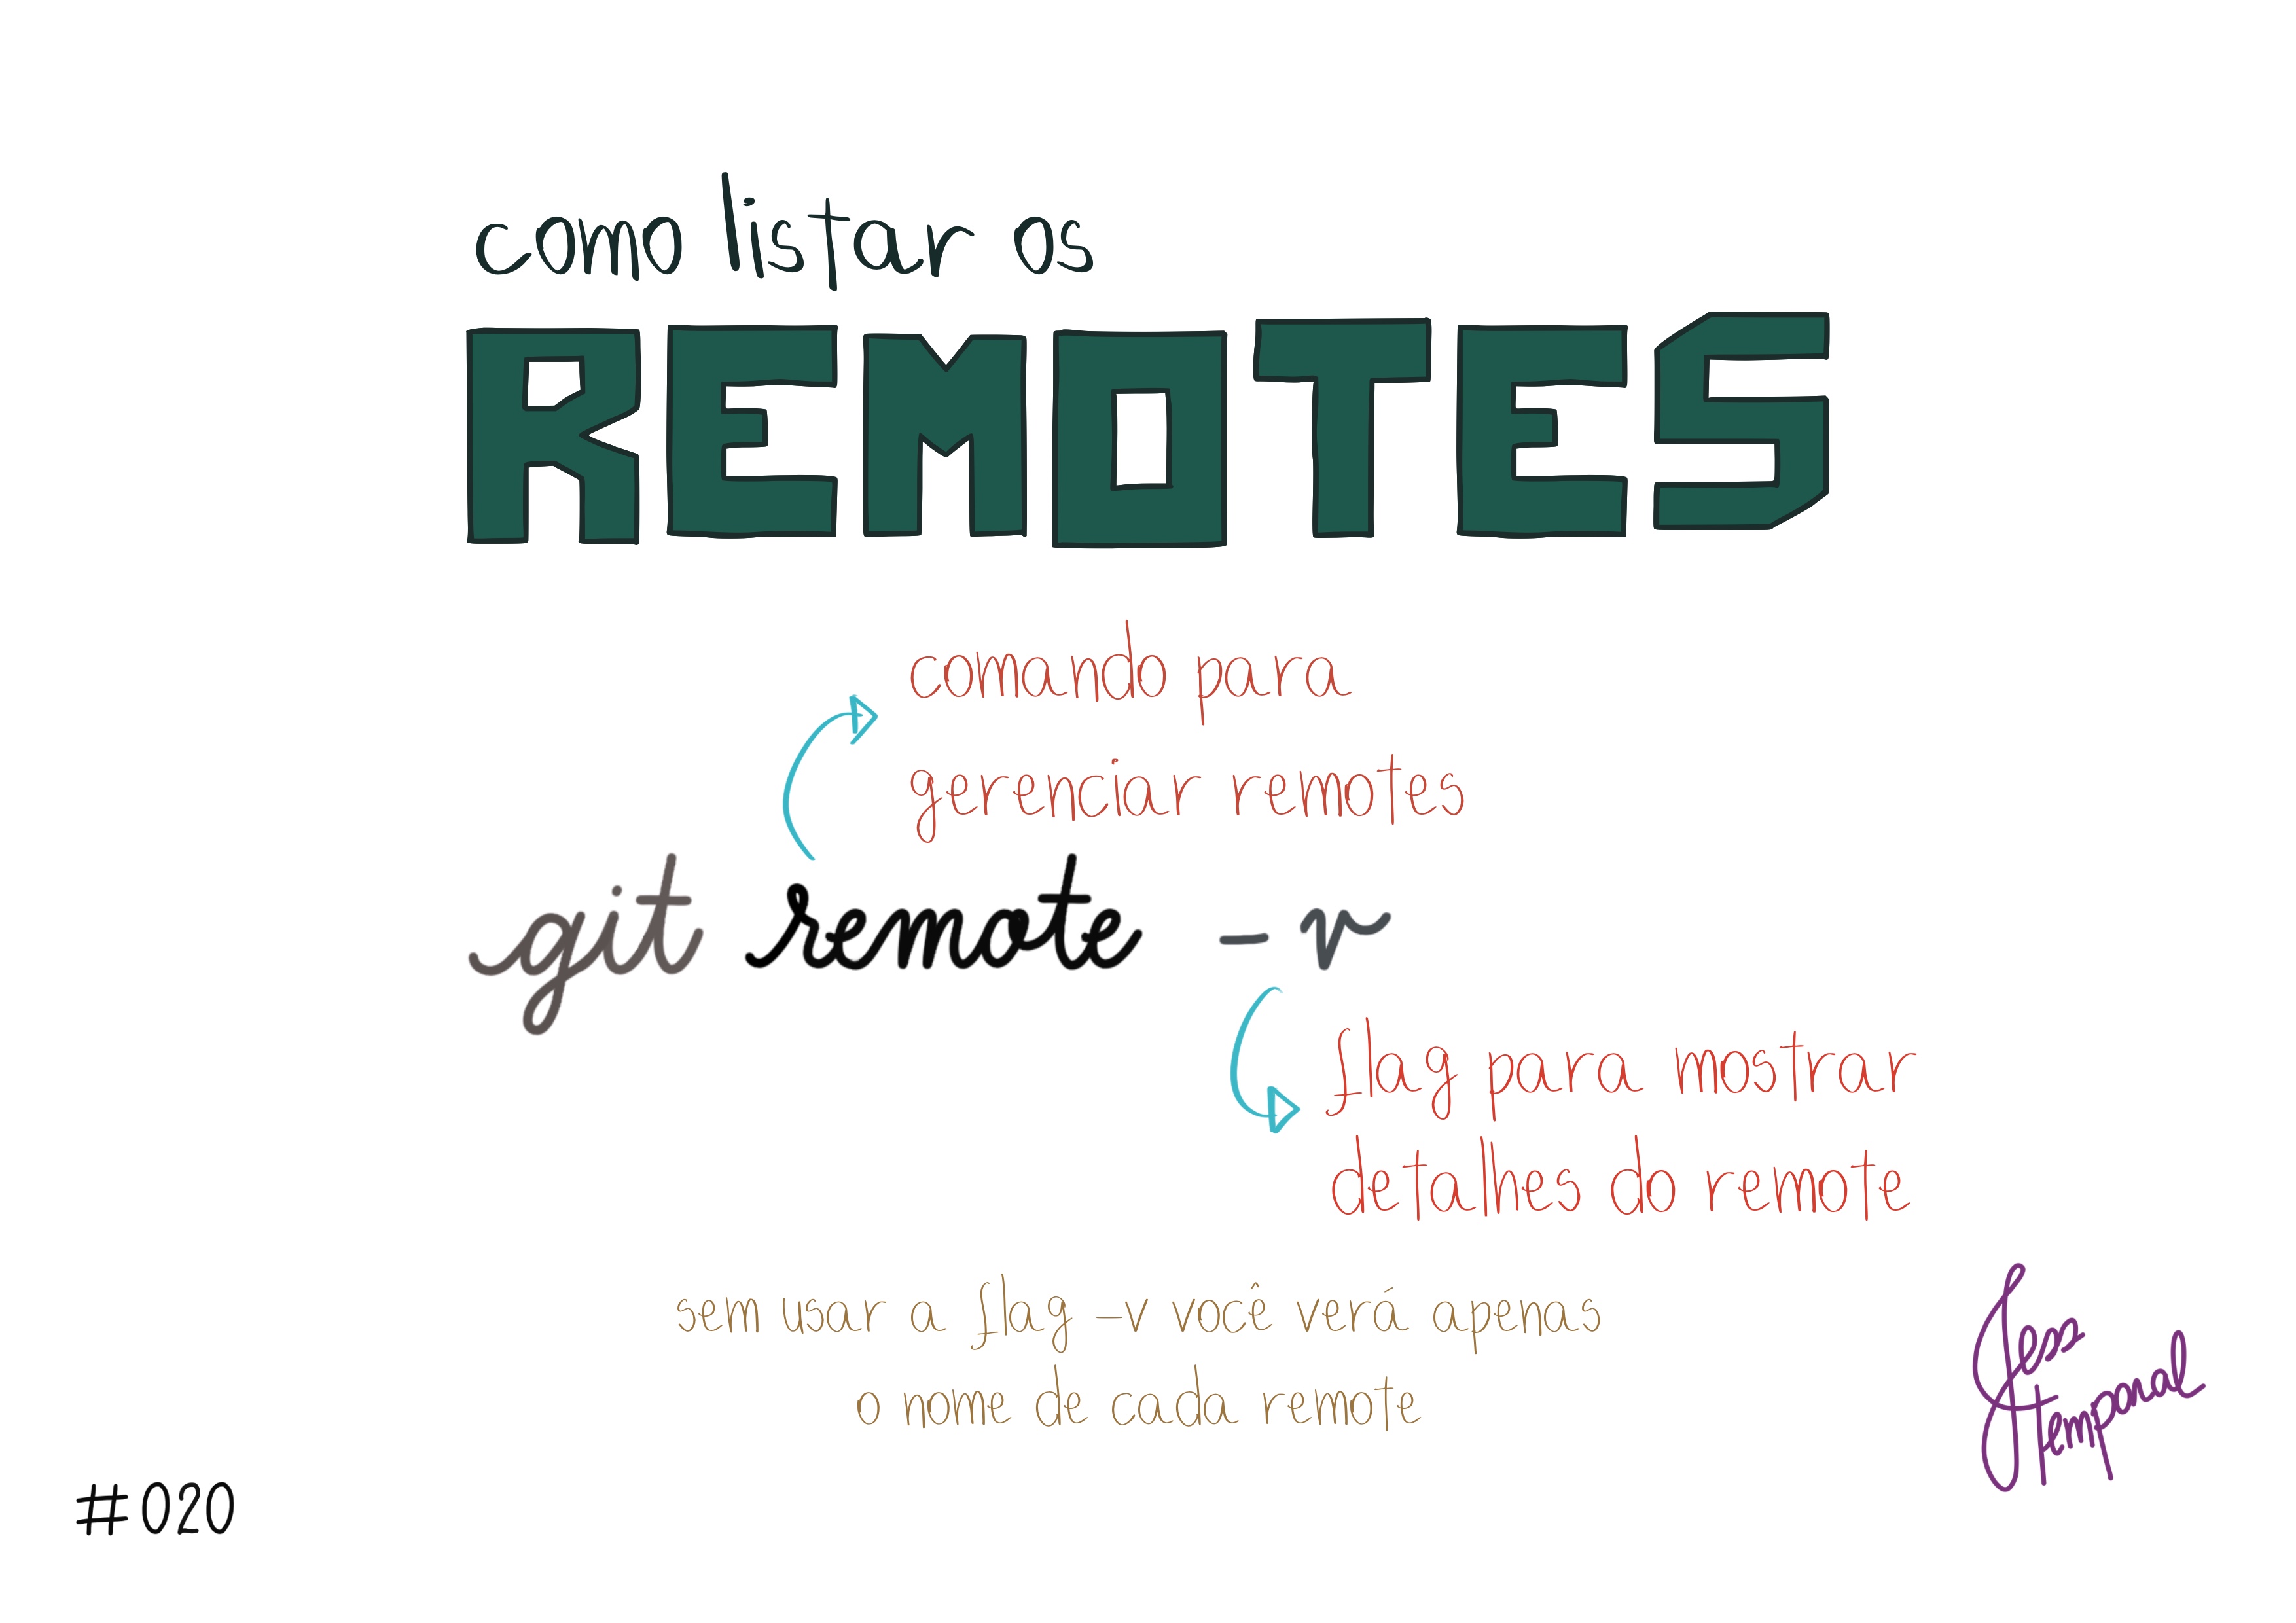 como listar os
REMOTES
comando para
gerenciar remotes
git remote -v
flag para mostrar
detalhes do remote
sem usar a flag -v você verá apenas
o nome de cada remote
Jess
Temporal
#020